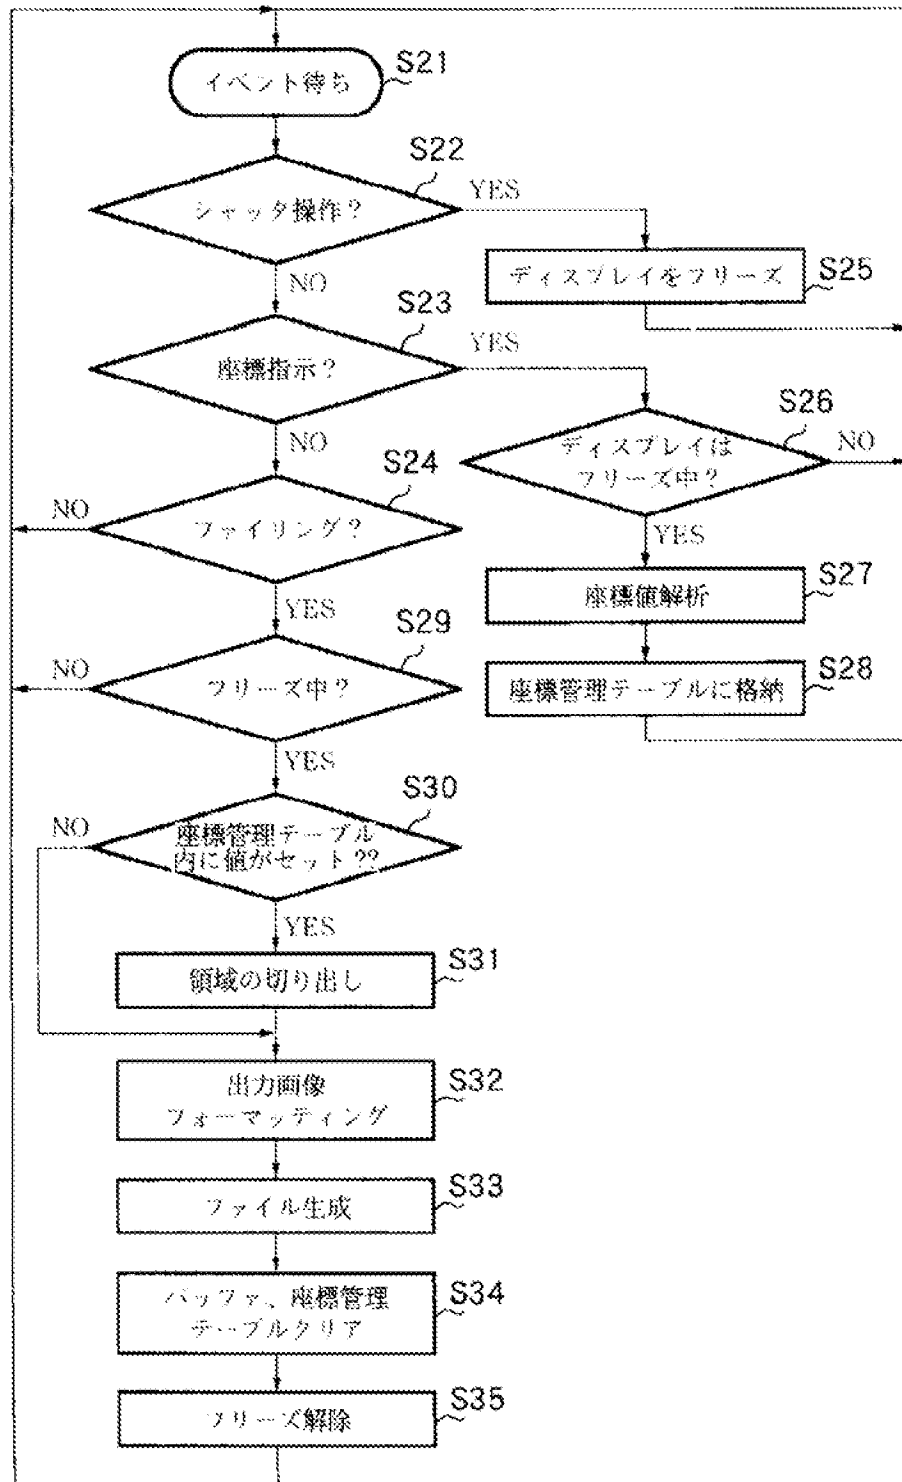 イベント待ち
S21
シャッタ操作？
S22
YES
NO
ディスプレイをフリーズ
S25
座標指示？
S23
YES
NO
ディスプレイは
フリーズ中？
S26
NO
YES
ファイリング？
S24
NO
YES
座標値解析
S27
フリーズ中？
S29
NO
YES
座標管理テーブルに格納
S28
座標管理テーブル
内に値がセット??
S30
NO
YES
領域の切り出し
S31
出力画像
フォーマッティング
S32
ファイル生成
S33
バッファ、座標管理
テーブルクリア
S34
フリーズ解除
S35